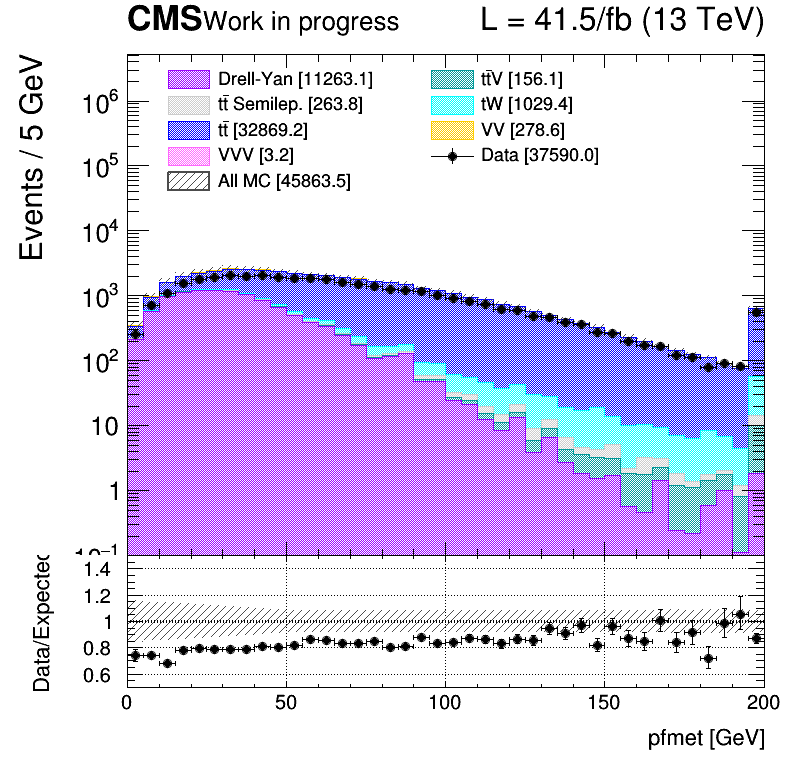 CMS Work in progress L = 41.5/fb (13 TeV)
Drell-Yan [11263.1]
tt̄ Semilep. [263.8]
tt̄ [32869.2]
VVV [3.2]
All MC [45863.5]
tt̄V [156.1]
tW [1029.4]
VV [278.6]
Data [37590.0]
Events / 5 GeV
10⁶
10⁵
10⁴
10³
10²
10
1
10⁻¹
Data/Expected
1.4
1.2
1
0.8
0.6
0 50 100 150 200
pfmet [GeV]